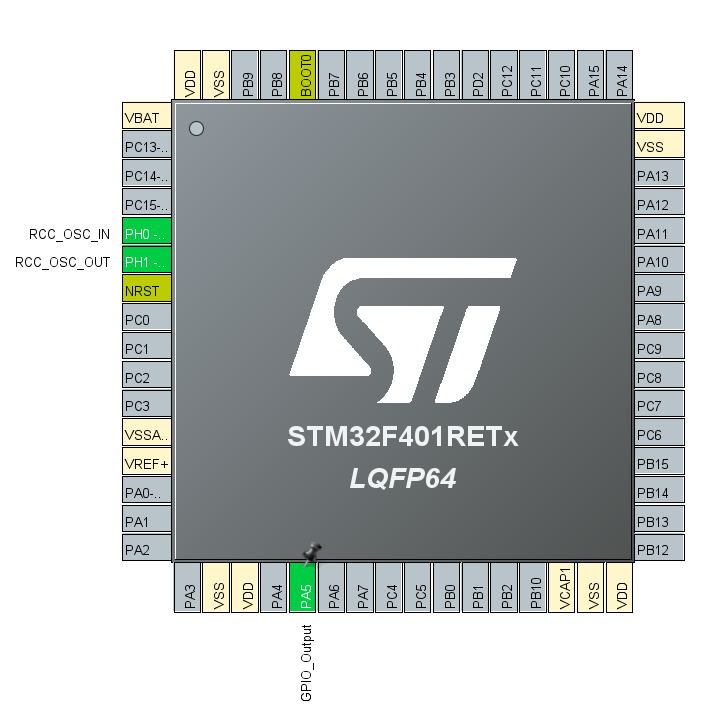 VDD
VSS
PB9
PB8
BOOT0
PB7
PB6
PB5
PB4
PB3
PD2
PC12
PC11
PC10
PA15
PA14
VBAT
PC13-..
PC14-..
PC15-..
RCC_OSC_IN
PH0 -..
RCC_OSC_OUT
PH1 -..
NRST
PC0
PC1
PC2
PC3
VSSA..
VREF+
PA0-..
PA1
PA2
VDD
VSS
PA13
PA12
PA11
PA10
PA9
PA8
PC9
PC8
PC7
PC6
PB15
PB14
PB13
PB12
ST
STM32F401RETx
LQFP64
PA3
VSS
VDD
PA4
PA5
PA6
PA7
PC4
PC5
PB0
PB1
PB2
PB10
VCAP1
VSS
VDD
GPIO_Output